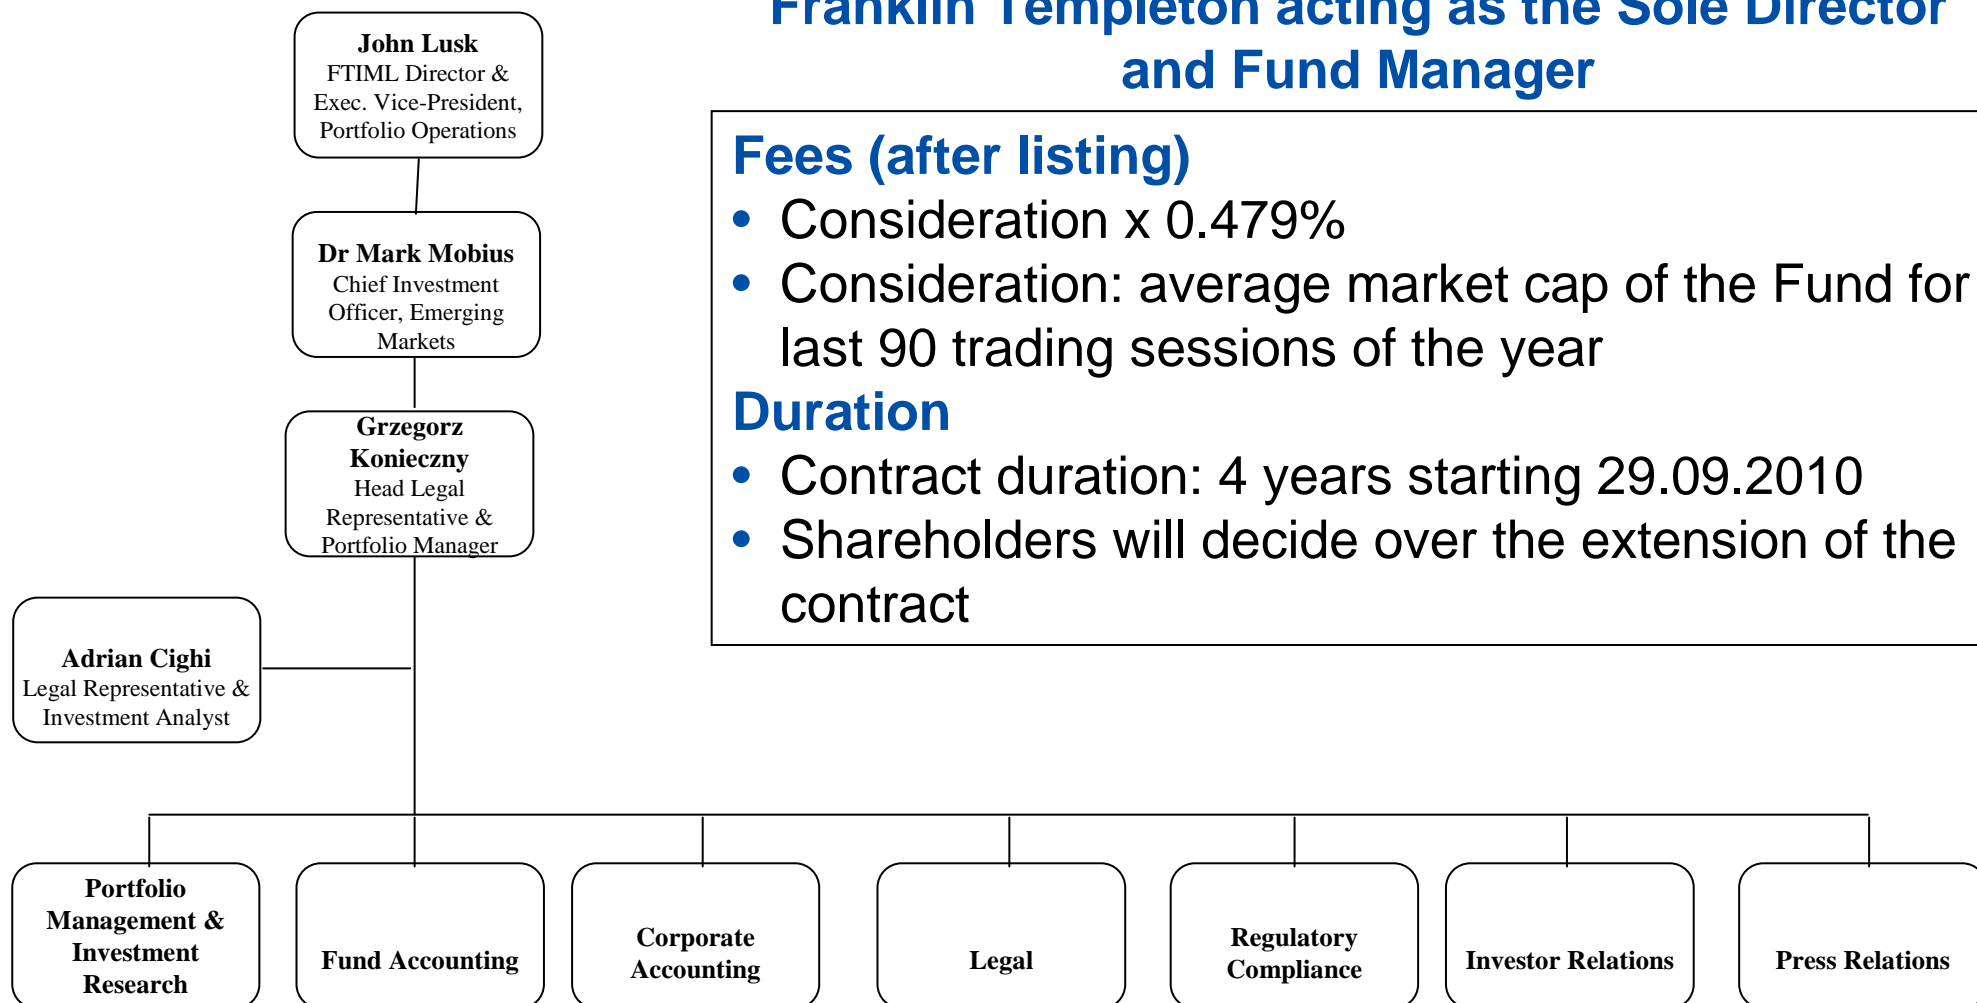 Franklin Templeton acting as the Sole Director
and Fund Manager
John Lusk
FTIML Director &
Exec. Vice-President,
Portfolio Operations
Dr Mark Mobius
Chief Investment
Officer, Emerging
Markets
Grzegorz
Konieczny
Head Legal
Representative &
Portfolio Manager
Adrian Cighi
Legal Representative &
Investment Analyst
Fees (after listing)
• Consideration x 0.479%
• Consideration: average market cap of the Fund for
last 90 trading sessions of the year
Duration
• Contract duration: 4 years starting 29.09.2010
• Shareholders will decide over the extension of the
contract
Portfolio
Management &
Investment
Research
Fund Accounting
Corporate
Accounting
Legal
Regulatory
Compliance
Investor Relations
Press Relations